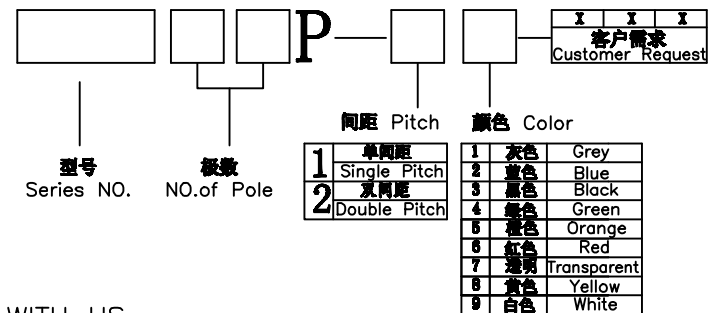 P
X X X
客户需求
Customer Request
间距 Pitch
颜色 Color
型号
Series NO.
极数
NO.of Pole
1 单间距
Single Pitch
2 双间距
Double Pitch
1 灰色 Grey
2 蓝色 Blue
3 黑色 Black
4 绿色 Green
5 橙色 Orange
6 红色 Red
7 透明 Transparent
8 黄色 Yellow
9 白色 White
WITH US